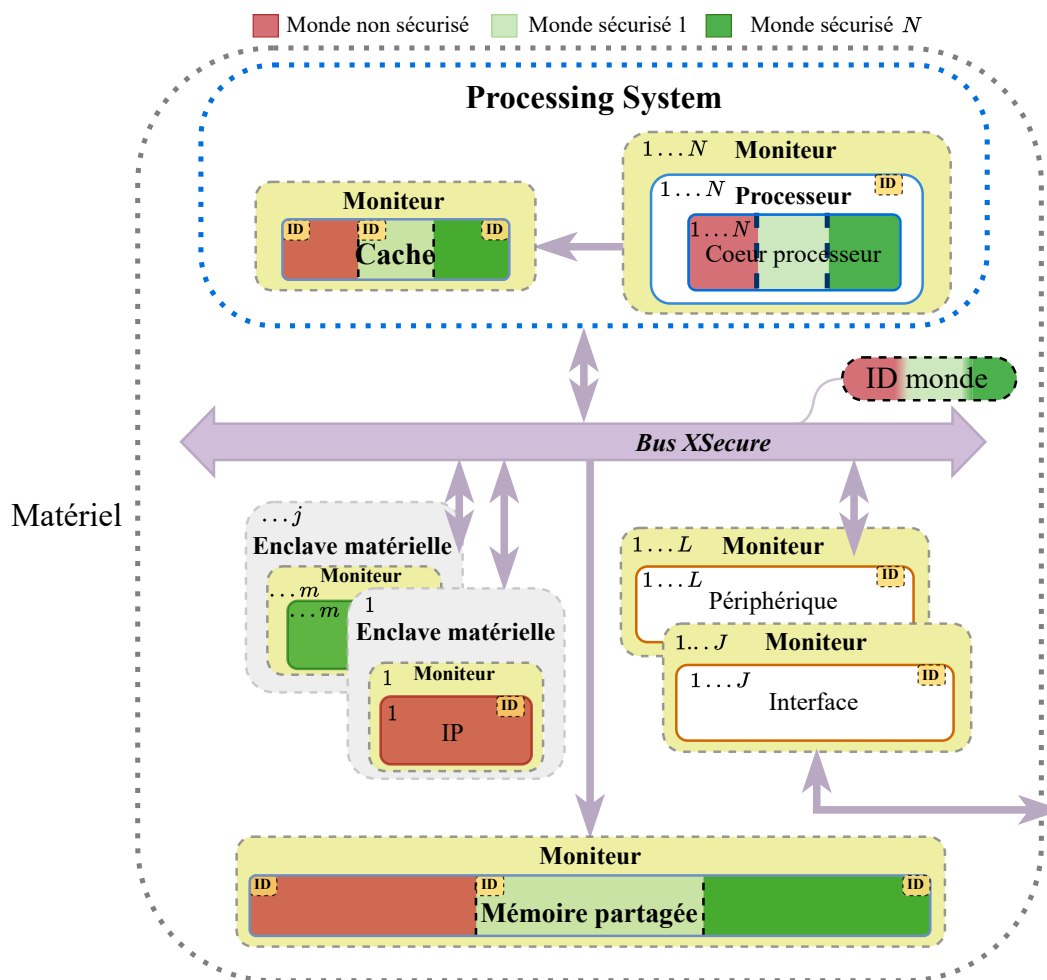 Monde non sécurisé
Monde sécurisé 1
Monde sécurisé N
Processing System
1...N Moniteur
1...N
ID
Processeur
1...N
Coeur processeur
Moniteur
ID
ID
ID
Cache
ID monde
Bus XSecure
Matériel
...j
Enclave matérielle
Moniteur
...m
...m
1
Enclave matérielle
Moniteur
1
1
ID
IP
1...L Moniteur
1...L
ID
Périphérique
1...J Moniteur
1...J
ID
Interface
Moniteur
ID
ID
ID
Mémoire partagée